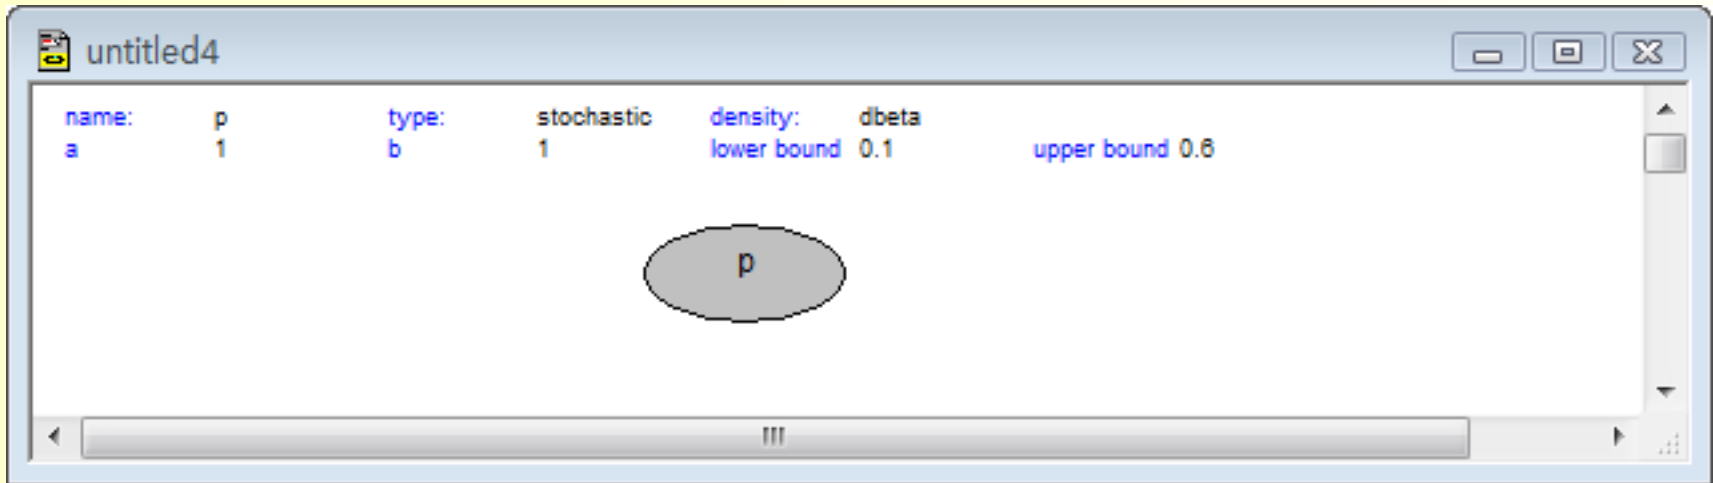 untitled4
name: p type: stochastic density: dbeta
a 1 b 1 lower bound 0.1 upper bound 0.6
p